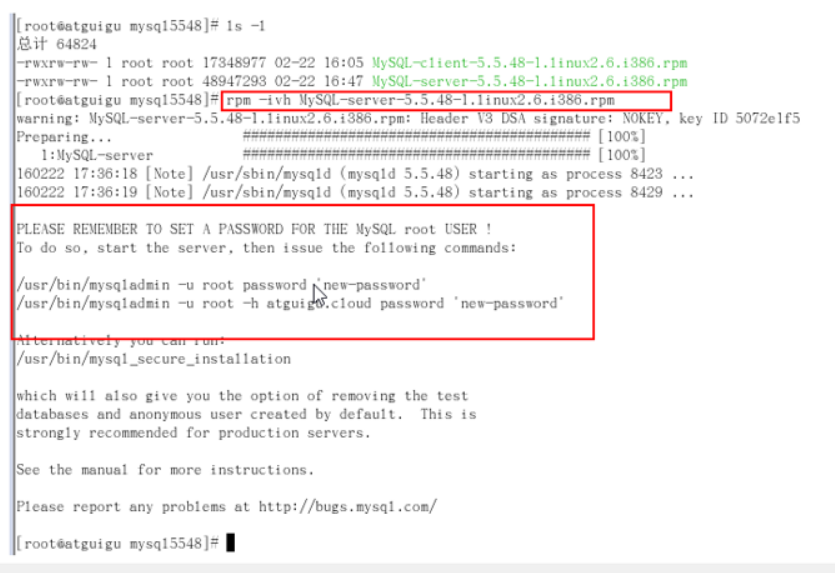 [root@atguigu mysql5548]# ls -l
总计 64824
-rwxrw-rw- 1 root root 17348977 02-22 16:05 MySQL-client-5.5.48-1.linux2.6.i386.rpm
-rwxrw-rw- 1 root root 48947293 02-22 16:47 MySQL-server-5.5.48-1.linux2.6.i386.rpm
[root@atguigu mysql5548]# rpm -ivh MySQL-server-5.5.48-1.linux2.6.i386.rpm
warning: MySQL-server-5.5.48-1.linux2.6.i386.rpm: Header V3 DSA signature: NOKEY, key ID 5072e1f5
Preparing... ########################################### [100%]
1:MySQL-server ########################################### [100%]
160222 17:36:18 [Note] /usr/sbin/mysqld (mysqld 5.5.48) starting as process 8423 ...
160222 17:36:19 [Note] /usr/sbin/mysqld (mysqld 5.5.48) starting as process 8429 ...
PLEASE REMEMBER TO SET A PASSWORD FOR THE MySQL root USER !
To do so, start the server, then issue the following commands:
/usr/bin/mysqladmin -u root password 'new-password'
/usr/bin/mysqladmin -u root -h atguigu.cloud password 'new-password'
Alternatively you can run:
/usr/bin/mysql_secure_installation
which will also give you the option of removing the test
databases and anonymous user created by default. This is
strongly recommended for production servers.
See the manual for more instructions.
Please report any problems at http://bugs.mysql.com/
[root@atguigu mysql5548]#